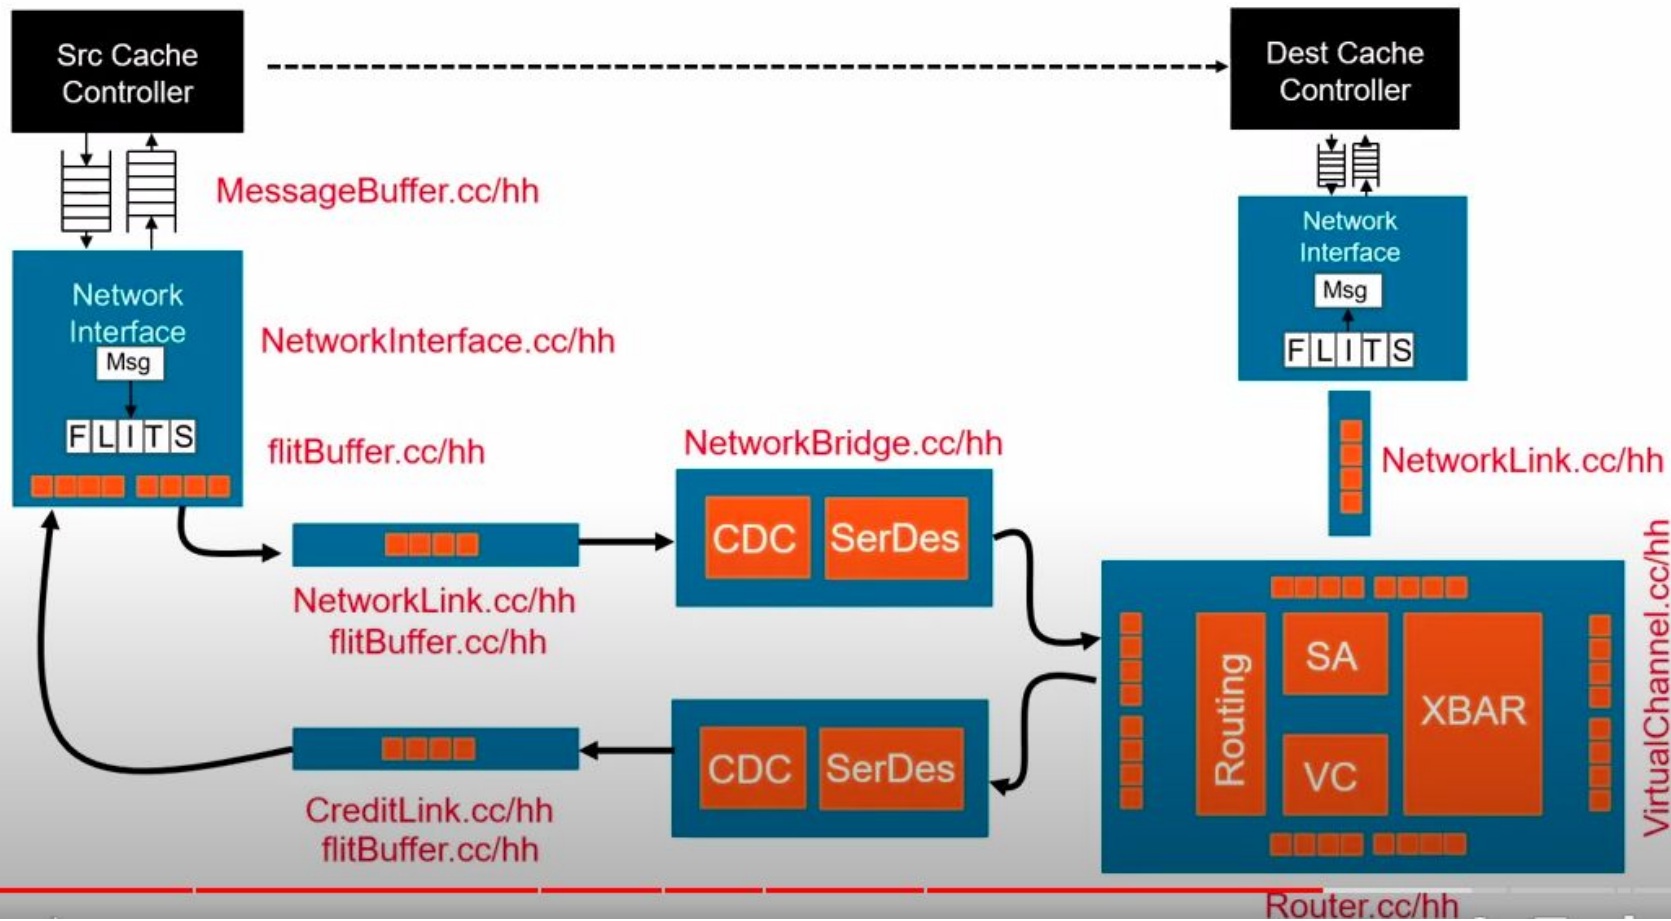 Src Cache
Controller
Dest Cache
Controller
MessageBuffer.cc/hh
Network
Interface
Msg
FLITS
NetworkInterface.cc/hh
flitBuffer.cc/hh
Network
Interface
Msg
FLITS
NetworkBridge.cc/hh
CDC
SerDes
NetworkLink.cc/hh
NetworkLink.cc/hh
flitBuffer.cc/hh
CDC
SerDes
CreditLink.cc/hh
flitBuffer.cc/hh
Routing
SA
VC
XBAR
VirtualChannel.cc/hh
Router.cc/hh